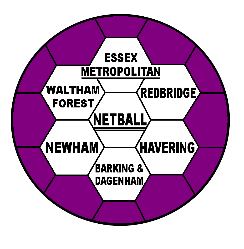 ESSEX
METROPOLITAN
WALTHAM
FOREST
REDBRIDGE
NETBALL
NEWHAM
HAVERING
BARKING &
DAGENHAM